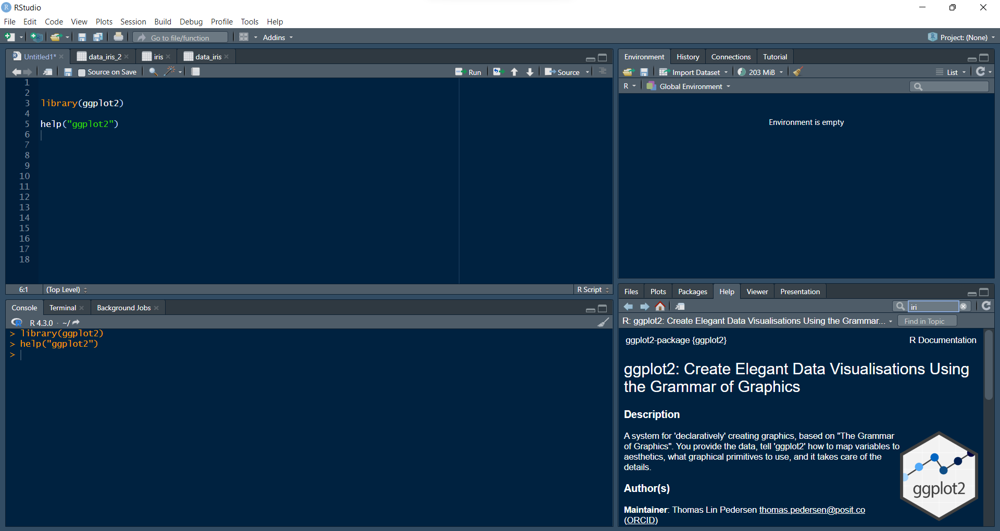 RStudio
File Edit Code View Plots Session Build Debug Profile Tools Help
Go to file/function Addins Project: (None)
Untitled1* data_iris_2 iris data_iris
Source on Save Run Source
1
2
3 library(ggplot2)
4
5 help("ggplot2")
6
7
8
9
10
11
12
13
14
15
16
17
18
6:1 (Top Level) R Script
Console Terminal Background Jobs
R 4.3.0 · ~/
> library(ggplot2)
> help("ggplot2")
>
Environment History Connections Tutorial
Import Dataset 203 MiB List
R Global Environment
Environment is empty
Files Plots Packages Help Viewer Presentation
iri
R: ggplot2: Create Elegant Data Visualisations Using the Grammar... Find in Topic
ggplot2-package {ggplot2} R Documentation
ggplot2: Create Elegant Data Visualisations Using
the Grammar of Graphics
Description
A system for 'declaratively' creating graphics, based on "The Grammar
of Graphics". You provide the data, tell 'ggplot2' how to map variables to
aesthetics, what graphical primitives to use, and it takes care of the
details.
ggplot2
Author(s)
Maintainer: Thomas Lin Pedersen thomas.pedersen@posit.co
(ORCID)